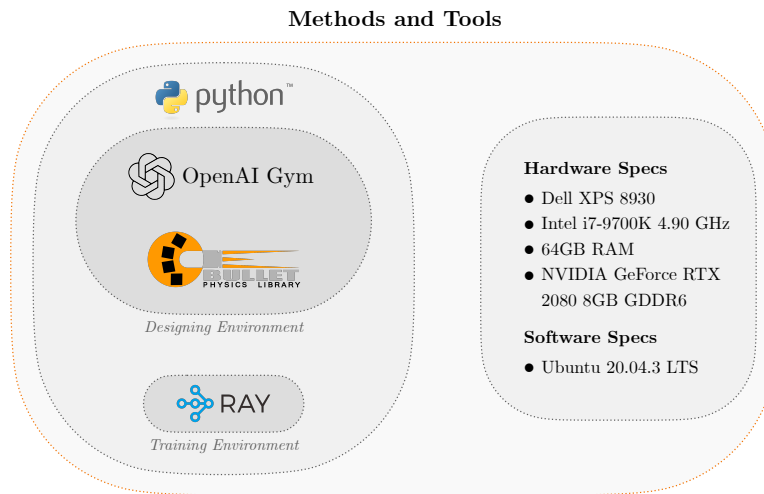 Methods and Tools
python™
OpenAI Gym
BULLET
PHYSICS LIBRARY
Designing Environment
RAY
Training Environment
Hardware Specs
● Dell XPS 8930
● Intel i7-9700K 4.90 GHz
● 64GB RAM
● NVIDIA GeForce RTX
2080 8GB GDDR6
Software Specs
● Ubuntu 20.04.3 LTS